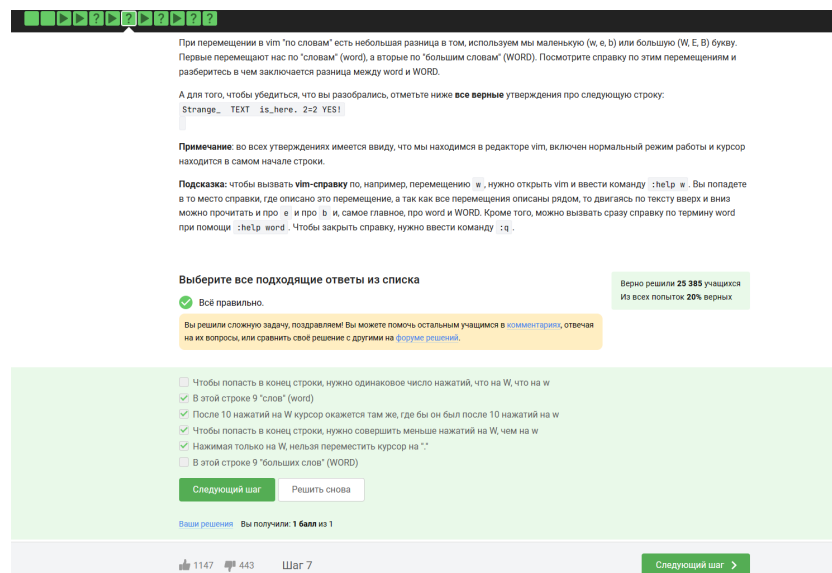 ? ? ? ? ?
При перемещении в vim "по словам" есть небольшая разница в том, используем мы маленькую (w, e, b) или большую (W, E, B) букву.
Первые перемещают нас по "словам" (word), а вторые по "большим словам" (WORD). Посмотрите справку по этим перемещениям и
разберитесь в чем заключается разница между word и WORD.
А для того, чтобы убедиться, что вы разобрались, отметьте ниже все верные утверждения про следующую строку:
Strange_ TEXT is_here. 2=2 YES!
Примечание: во всех утверждениях имеется ввиду, что мы находимся в редакторе vim, включен нормальный режим работы и курсор
находится в самом начале строки.
Подсказка: чтобы вызвать vim-справку по, например, перемещению w, нужно открыть vim и ввести команду :help w. Вы попадете
в то место справки, где описано это перемещение, а так как все перемещения описаны рядом, то двигаясь по тексту вверх и вниз
можно прочитать и про e и про b и, самое главное, про word и WORD. Кроме того, можно вызвать сразу справку по термину word
при помощи :help word. Чтобы закрыть справку, нужно ввести команду :q.
Выберите все подходящие ответы из списка
Верно решили 25 385 учащихся
Из всех попыток 20% верных
Всё правильно.
Вы решили сложную задачу, поздравляем! Вы можете помочь остальным учащимся в комментариях, отвечая
на их вопросы, или сравнить своё решение с другими на форуме решений.
Чтобы попасть в конец строки, нужно одинаковое число нажатий, что на W, что на w
В этой строке 9 "слов" (word)
После 10 нажатий на W курсор окажется там же, где бы он был после 10 нажатий на w
Чтобы попасть в конец строки, нужно совершить меньше нажатий на W, чем на w
Нажимая только на W, нельзя переместить курсор на "."
В этой строке 9 "больших слов" (WORD)
Следующий шаг Решить снова
Ваши решения Вы получили: 1 балл из 1
1147 443 Шаг 7 Следующий шаг